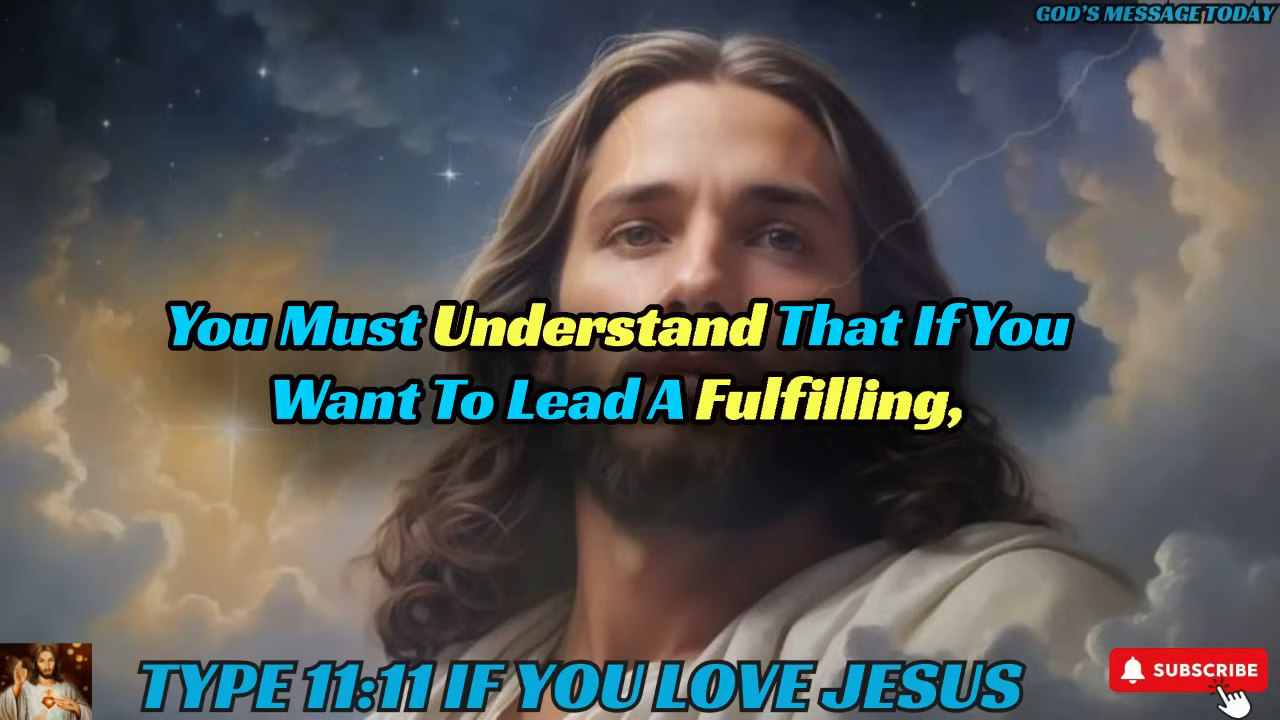 GOD'S MESSAGE TODAY
You Must Understand That If You
Want To Lead A Fulfilling,
TYPE 11:11 IF YOU LOVE JESUS
SUBSCRIBE